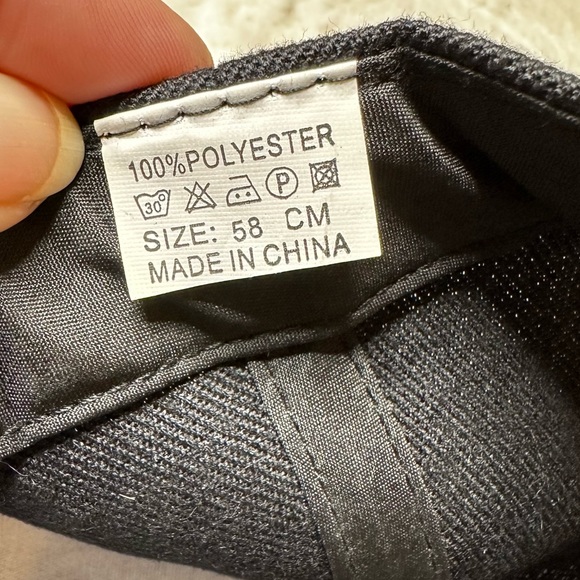 100%POLYESTER
30° P
SIZE: 58 CM
MADE IN CHINA